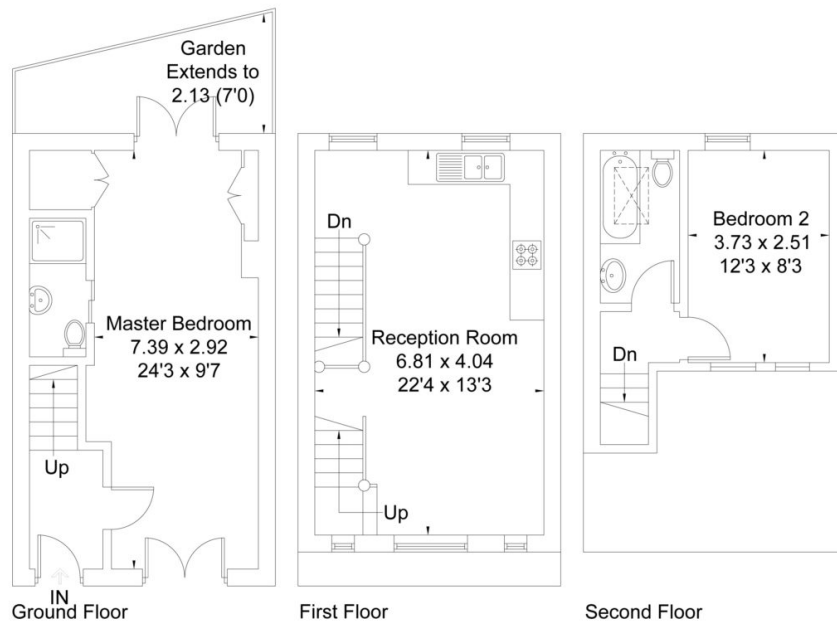 Garden
Extends to
2.13 (7'0)
Master Bedroom
7.39 x 2.92
24'3 x 9'7
Up
IN
Ground Floor
Dn
Reception Room
6.81 x 4.04
22'4 x 13'3
Up
First Floor
Bedroom 2
3.73 x 2.51
12'3 x 8'3
Dn
Second Floor